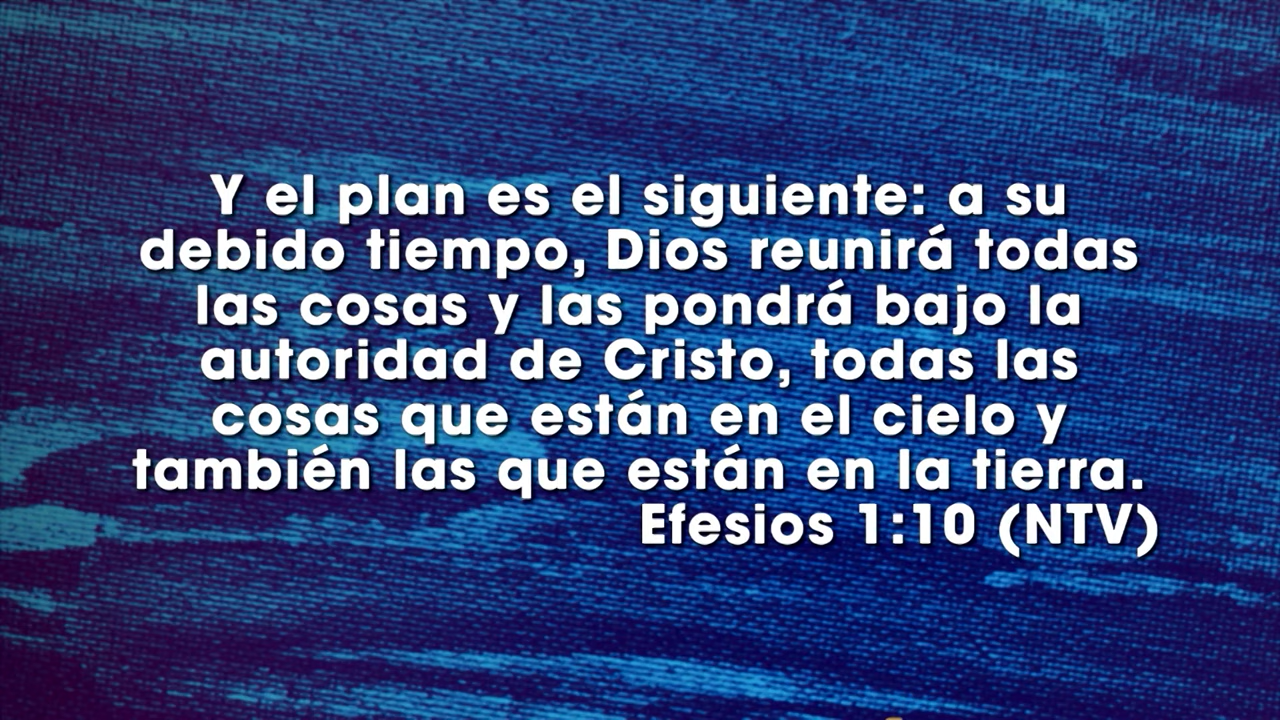 Y el plan es el siguiente: a su
debido tiempo, Dios reunirá todas
las cosas y las pondrá bajo la
autoridad de Cristo, todas las
cosas que están en el cielo y
también las que están en la tierra.
Efesios 1:10 (NTV)